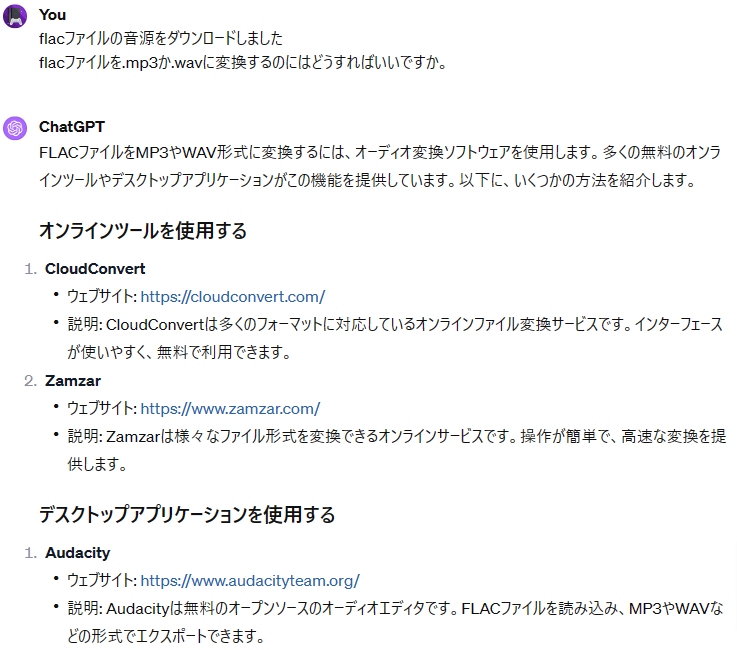 You
flacファイルの音源をダウンロードしました
flacファイルを.mp3か.wavに変換するのにはどうすればいいですか。
ChatGPT
FLACファイルをMP3やWAV形式に変換するには、オーディオ変換ソフトウェアを使用します。多くの無料のオンラ
インツールやデスクトップアプリケーションがこの機能を提供しています。以下に、いくつかの方法を紹介します。
オンラインツールを使用する
1. CloudConvert
• ウェブサイト: https://cloudconvert.com/
• 説明: CloudConvertは多くのフォーマットに対応しているオンラインファイル変換サービスです。インターフェース
が使いやすく、無料で利用できます。
2. Zamzar
• ウェブサイト: https://www.zamzar.com/
• 説明: Zamzarは様々なファイル形式を変換できるオンラインサービスです。操作が簡単で、高速な変換を提
供します。
デスクトップアプリケーションを使用する
1. Audacity
• ウェブサイト: https://www.audacityteam.org/
• 説明: Audacityは無料のオープンソースのオーディオエディタです。FLACファイルを読み込み、MP3やWAVな
どの形式でエクスポートできます。